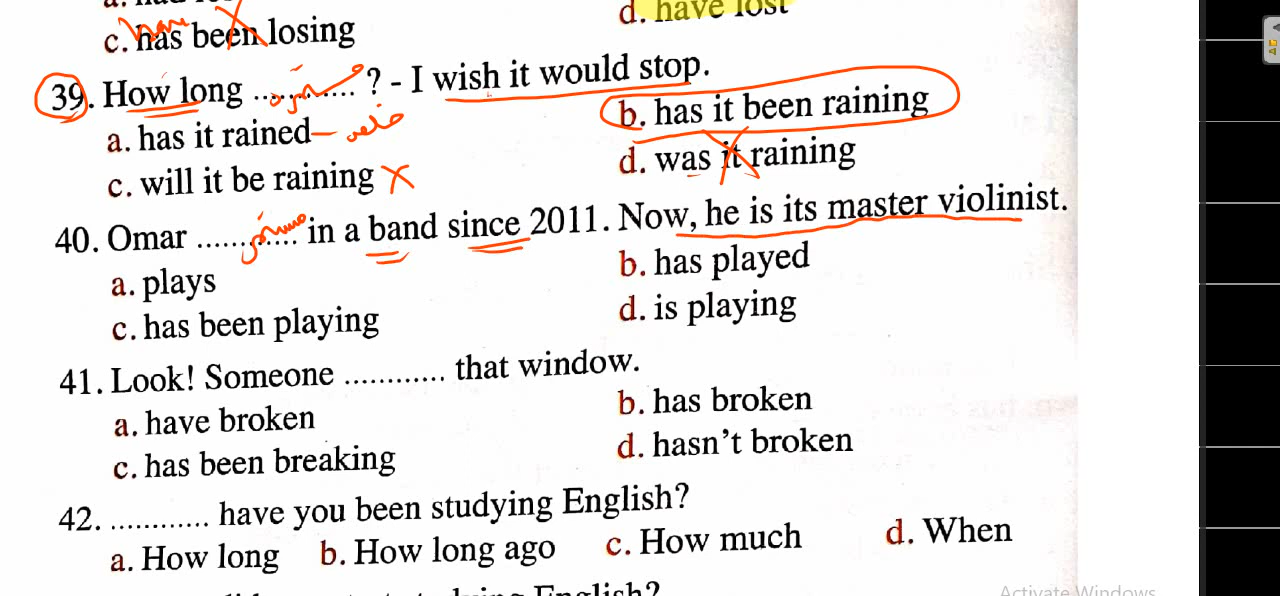 d. have lost
c. has been losing
have
39. How long ............ ? - I wish it would stop.
مستمرة
a. has it rained
b. has it been raining
c. will it be raining
d. was it raining
40. Omar ............ in a band since 2011. Now, he is its master violinist.
مستمر
a. plays
b. has played
c. has been playing
d. is playing
41. Look! Someone ............ that window.
a. have broken
b. has broken
c. has been breaking
d. hasn't broken
42. ............ have you been studying English?
a. How long b. How long ago c. How much d. When
English?
Activate Windows